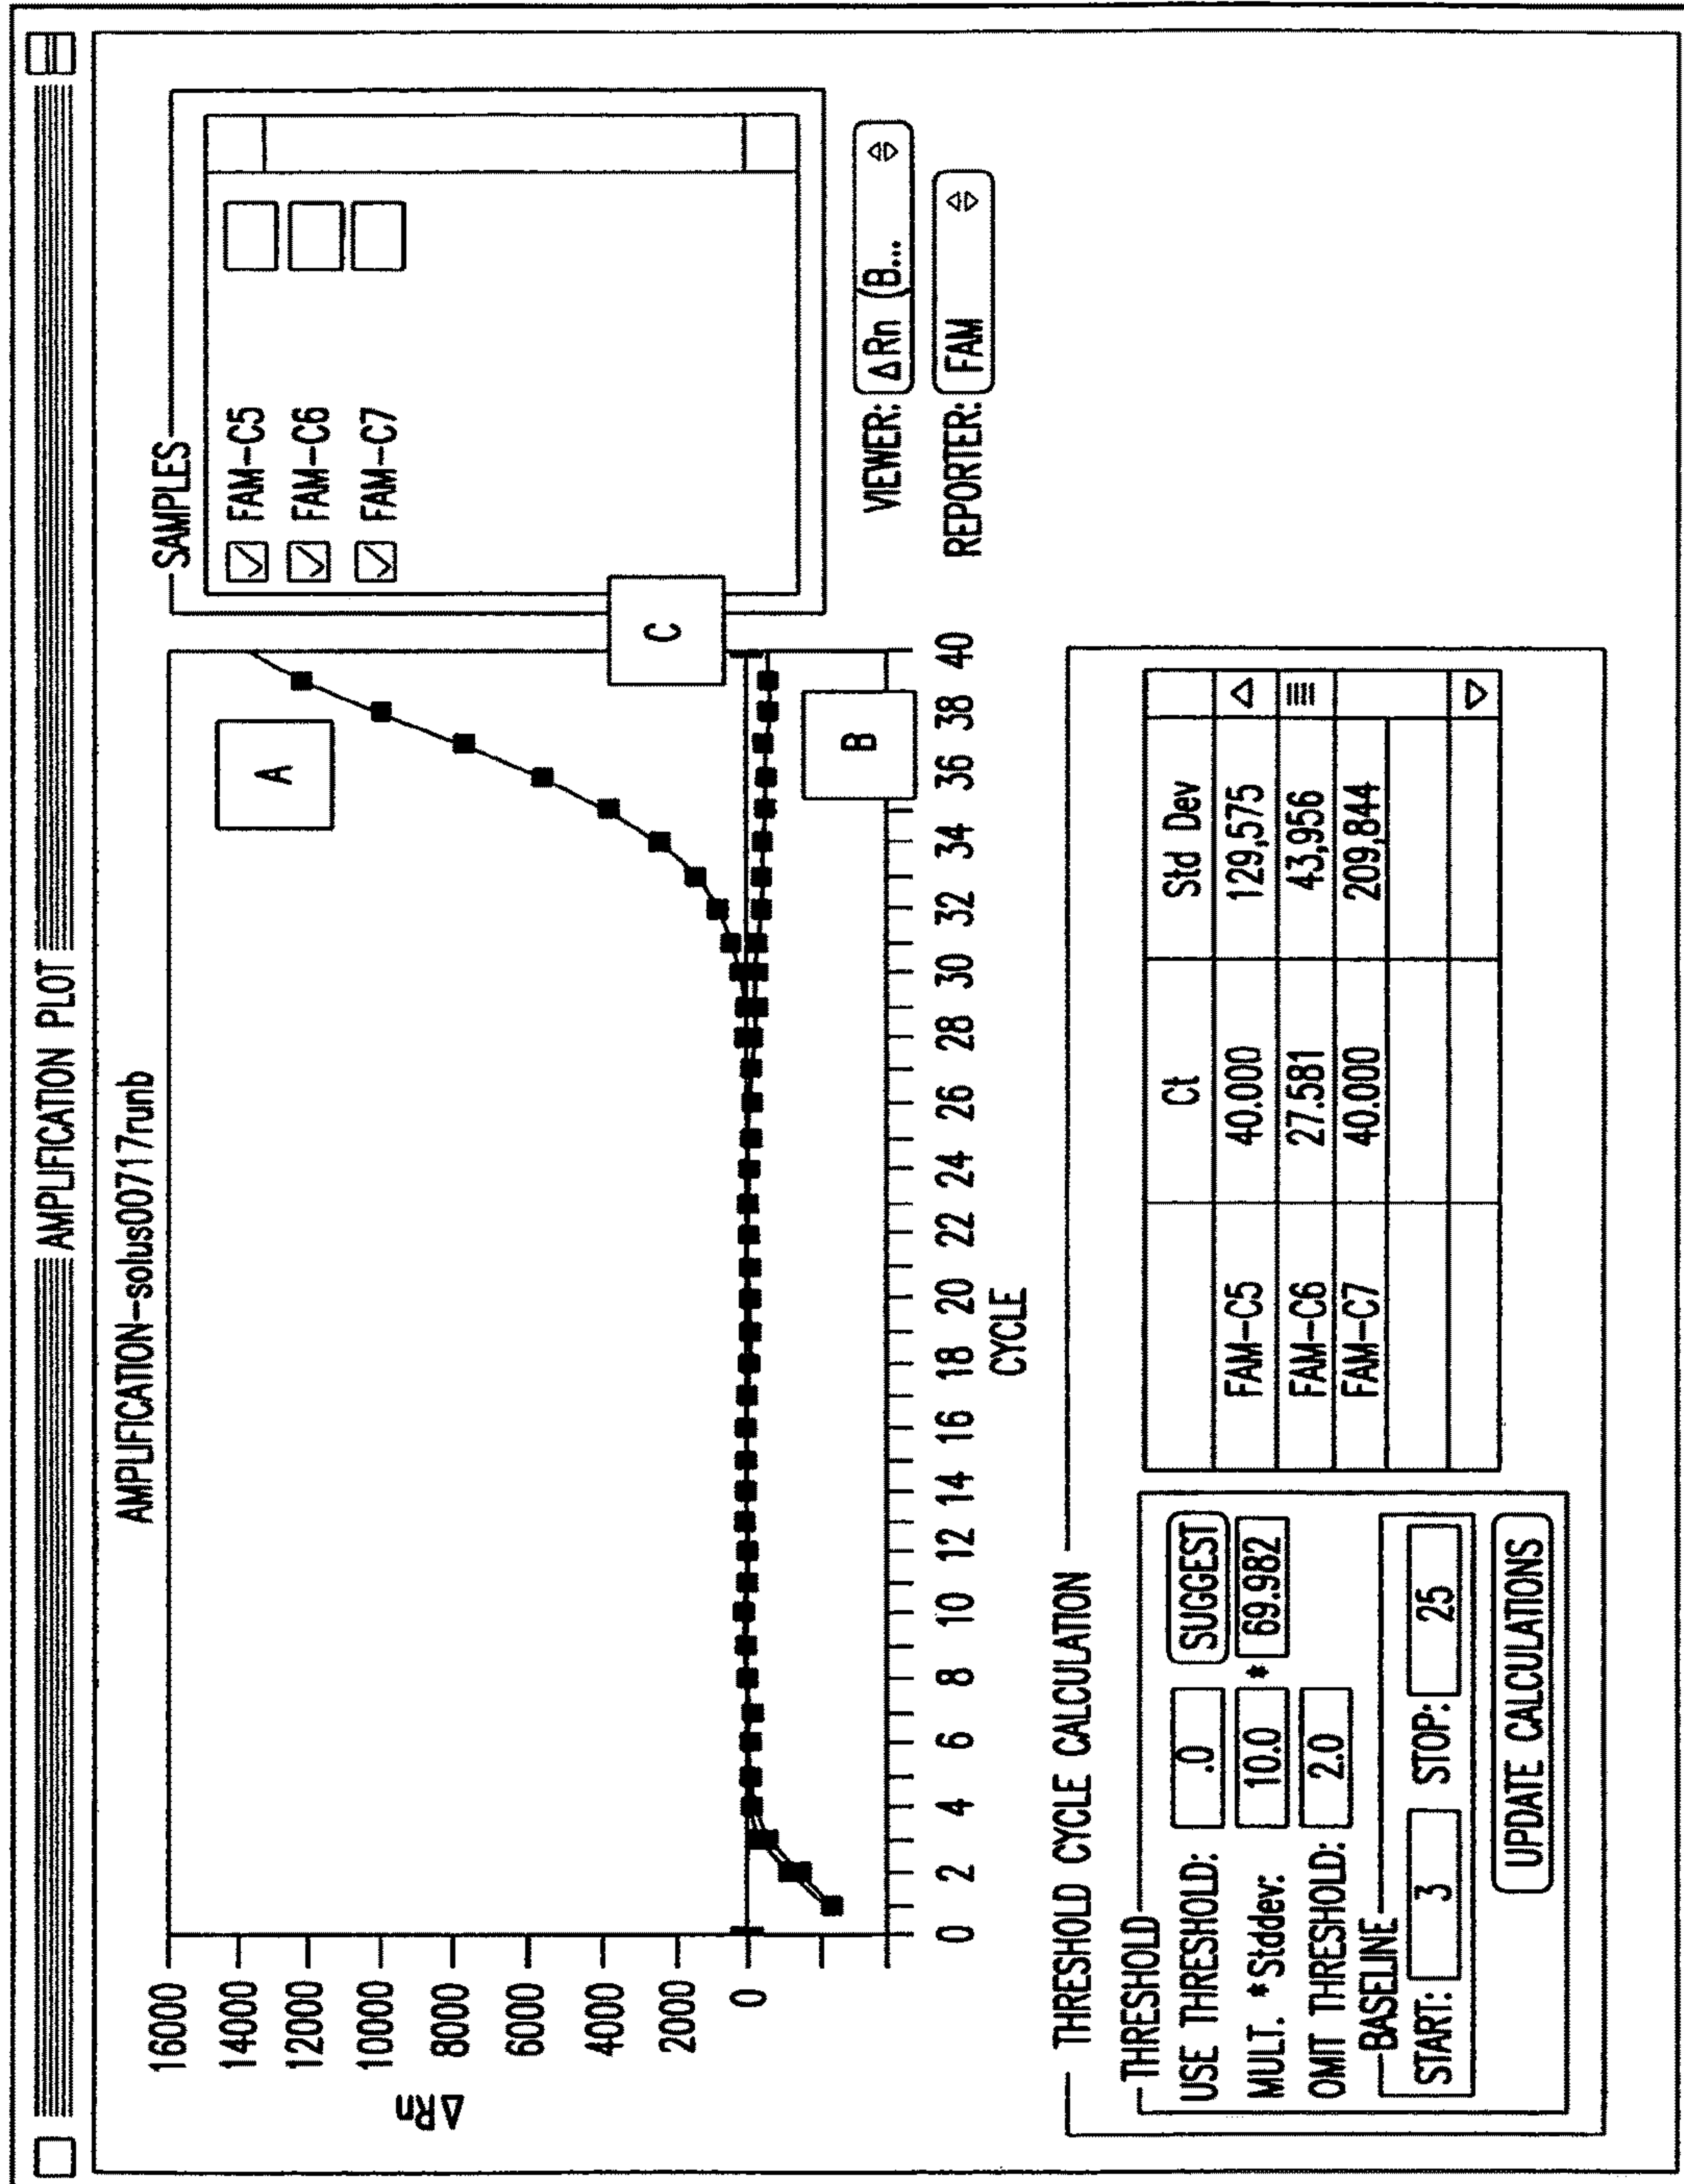 AMPLIFICATION PLOT
AMPLIFICATION-solus00717runb
ΔRn
16000
14000
12000
10000
8000
6000
4000
2000
0
0 2 4 6 8 10 12 14 16 18 20 22 24 26 28 30 32 34 36 38 40
CYCLE
A
B
C
SAMPLES
FAM-C5
FAM-C6
FAM-C7
VIEWER: ΔRn (B...
REPORTER: FAM
THRESHOLD CYCLE CALCULATION
THRESHOLD
USE THRESHOLD: .0 SUGGEST
MULT. *Stddev: 10.0 * 69.982
OMIT THRESHOLD: 2.0
BASELINE
START: 3 STOP: 25
UPDATE CALCULATIONS
Ct Std Dev
FAM-C5 40.000 129,575
FAM-C6 27.581 43,956
FAM-C7 40.000 209,844